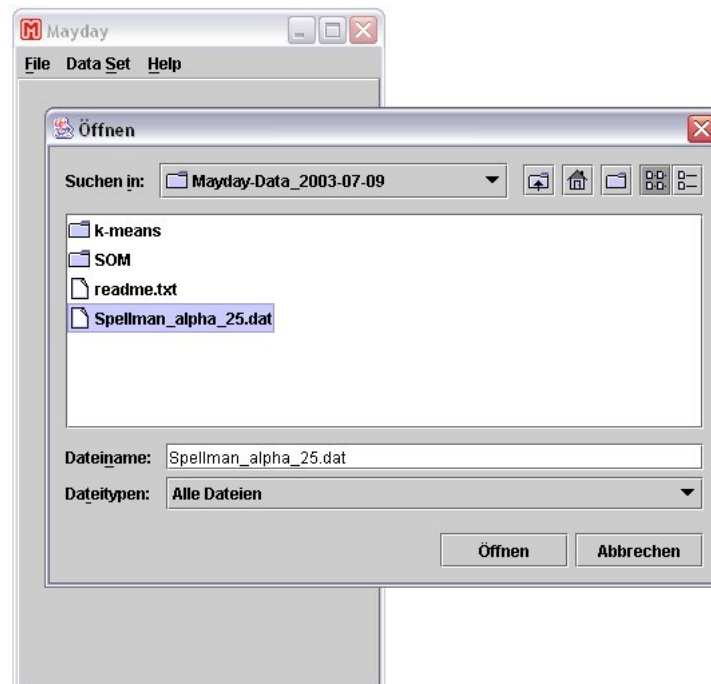 Mayday
File Data Set Help
Öffnen
Suchen in: Mayday-Data_2003-07-09
k-means
SOM
readme.txt
Spellman_alpha_25.dat
Dateiname: Spellman_alpha_25.dat
Dateitypen: Alle Dateien
Öffnen Abbrechen